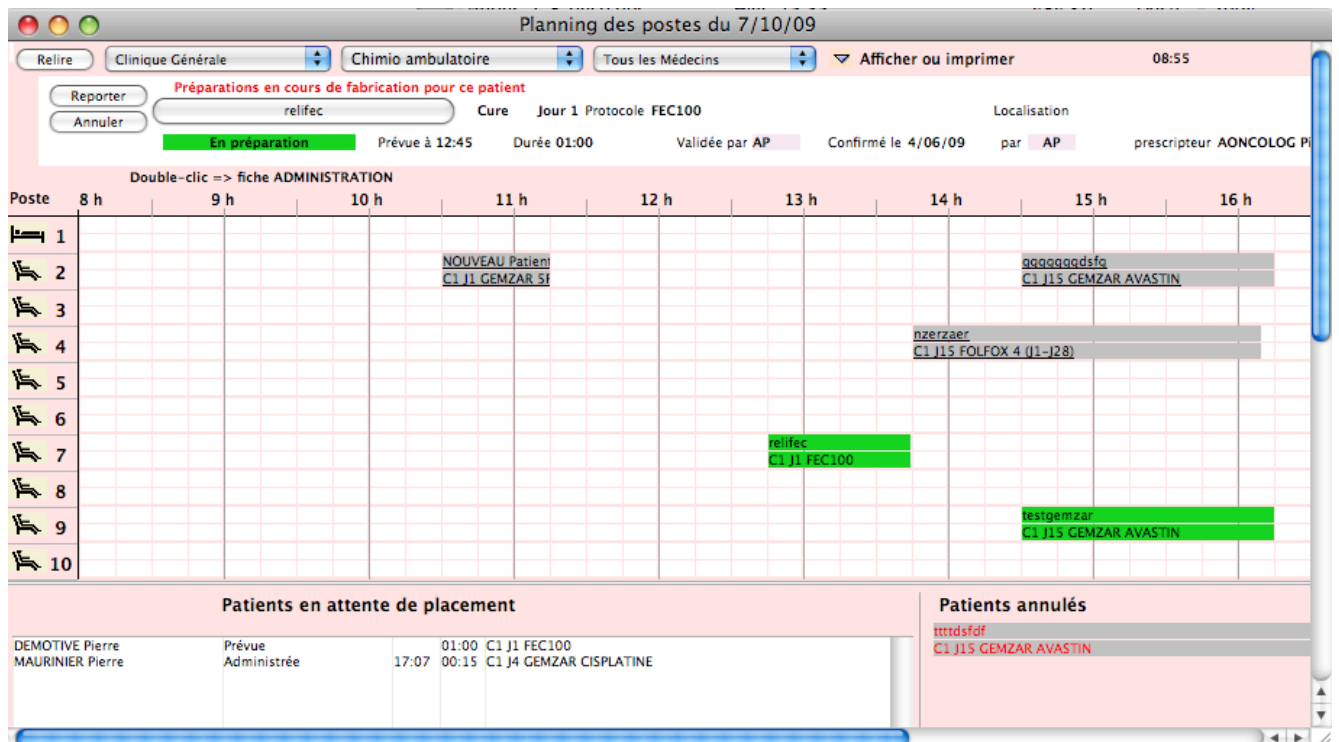 Planning des postes du 7/10/09
Relire Clinique Générale Chimio ambulatoire Tous les Médecins Afficher ou imprimer 08:55
Reporter Préparations en cours de fabrication pour ce patient
Annuler relifec Cure Jour 1 Protocole FEC100 Localisation
En préparation Prévue à 12:45 Durée 01:00 Validée par AP Confirmé le 4/06/09 par AP prescripteur AONCOLOG Pi
Double-clic => fiche ADMINISTRATION
Poste 8 h 9 h 10 h 11 h 12 h 13 h 14 h 15 h 16 h
1
2
NOUVEAU Patient
C1 J1 GEMZAR 5F
qqqqqqqdsfq
C1 J15 GEMZAR AVASTIN
3
4
nzerzaer
C1 J15 FOLFOX 4 (J1-J28)
5
6
7
relifec
C1 J1 FEC100
8
9
testgemzar
C1 J15 GEMZAR AVASTIN
10
Patients en attente de placement
DEMOTIVE Pierre Prévue 01:00 C1 J1 FEC100
MAURINIER Pierre Administrée 17:07 00:15 C1 J4 GEMZAR CISPLATINE
Patients annulés
ttttdsfdf
C1 J15 GEMZAR AVASTIN